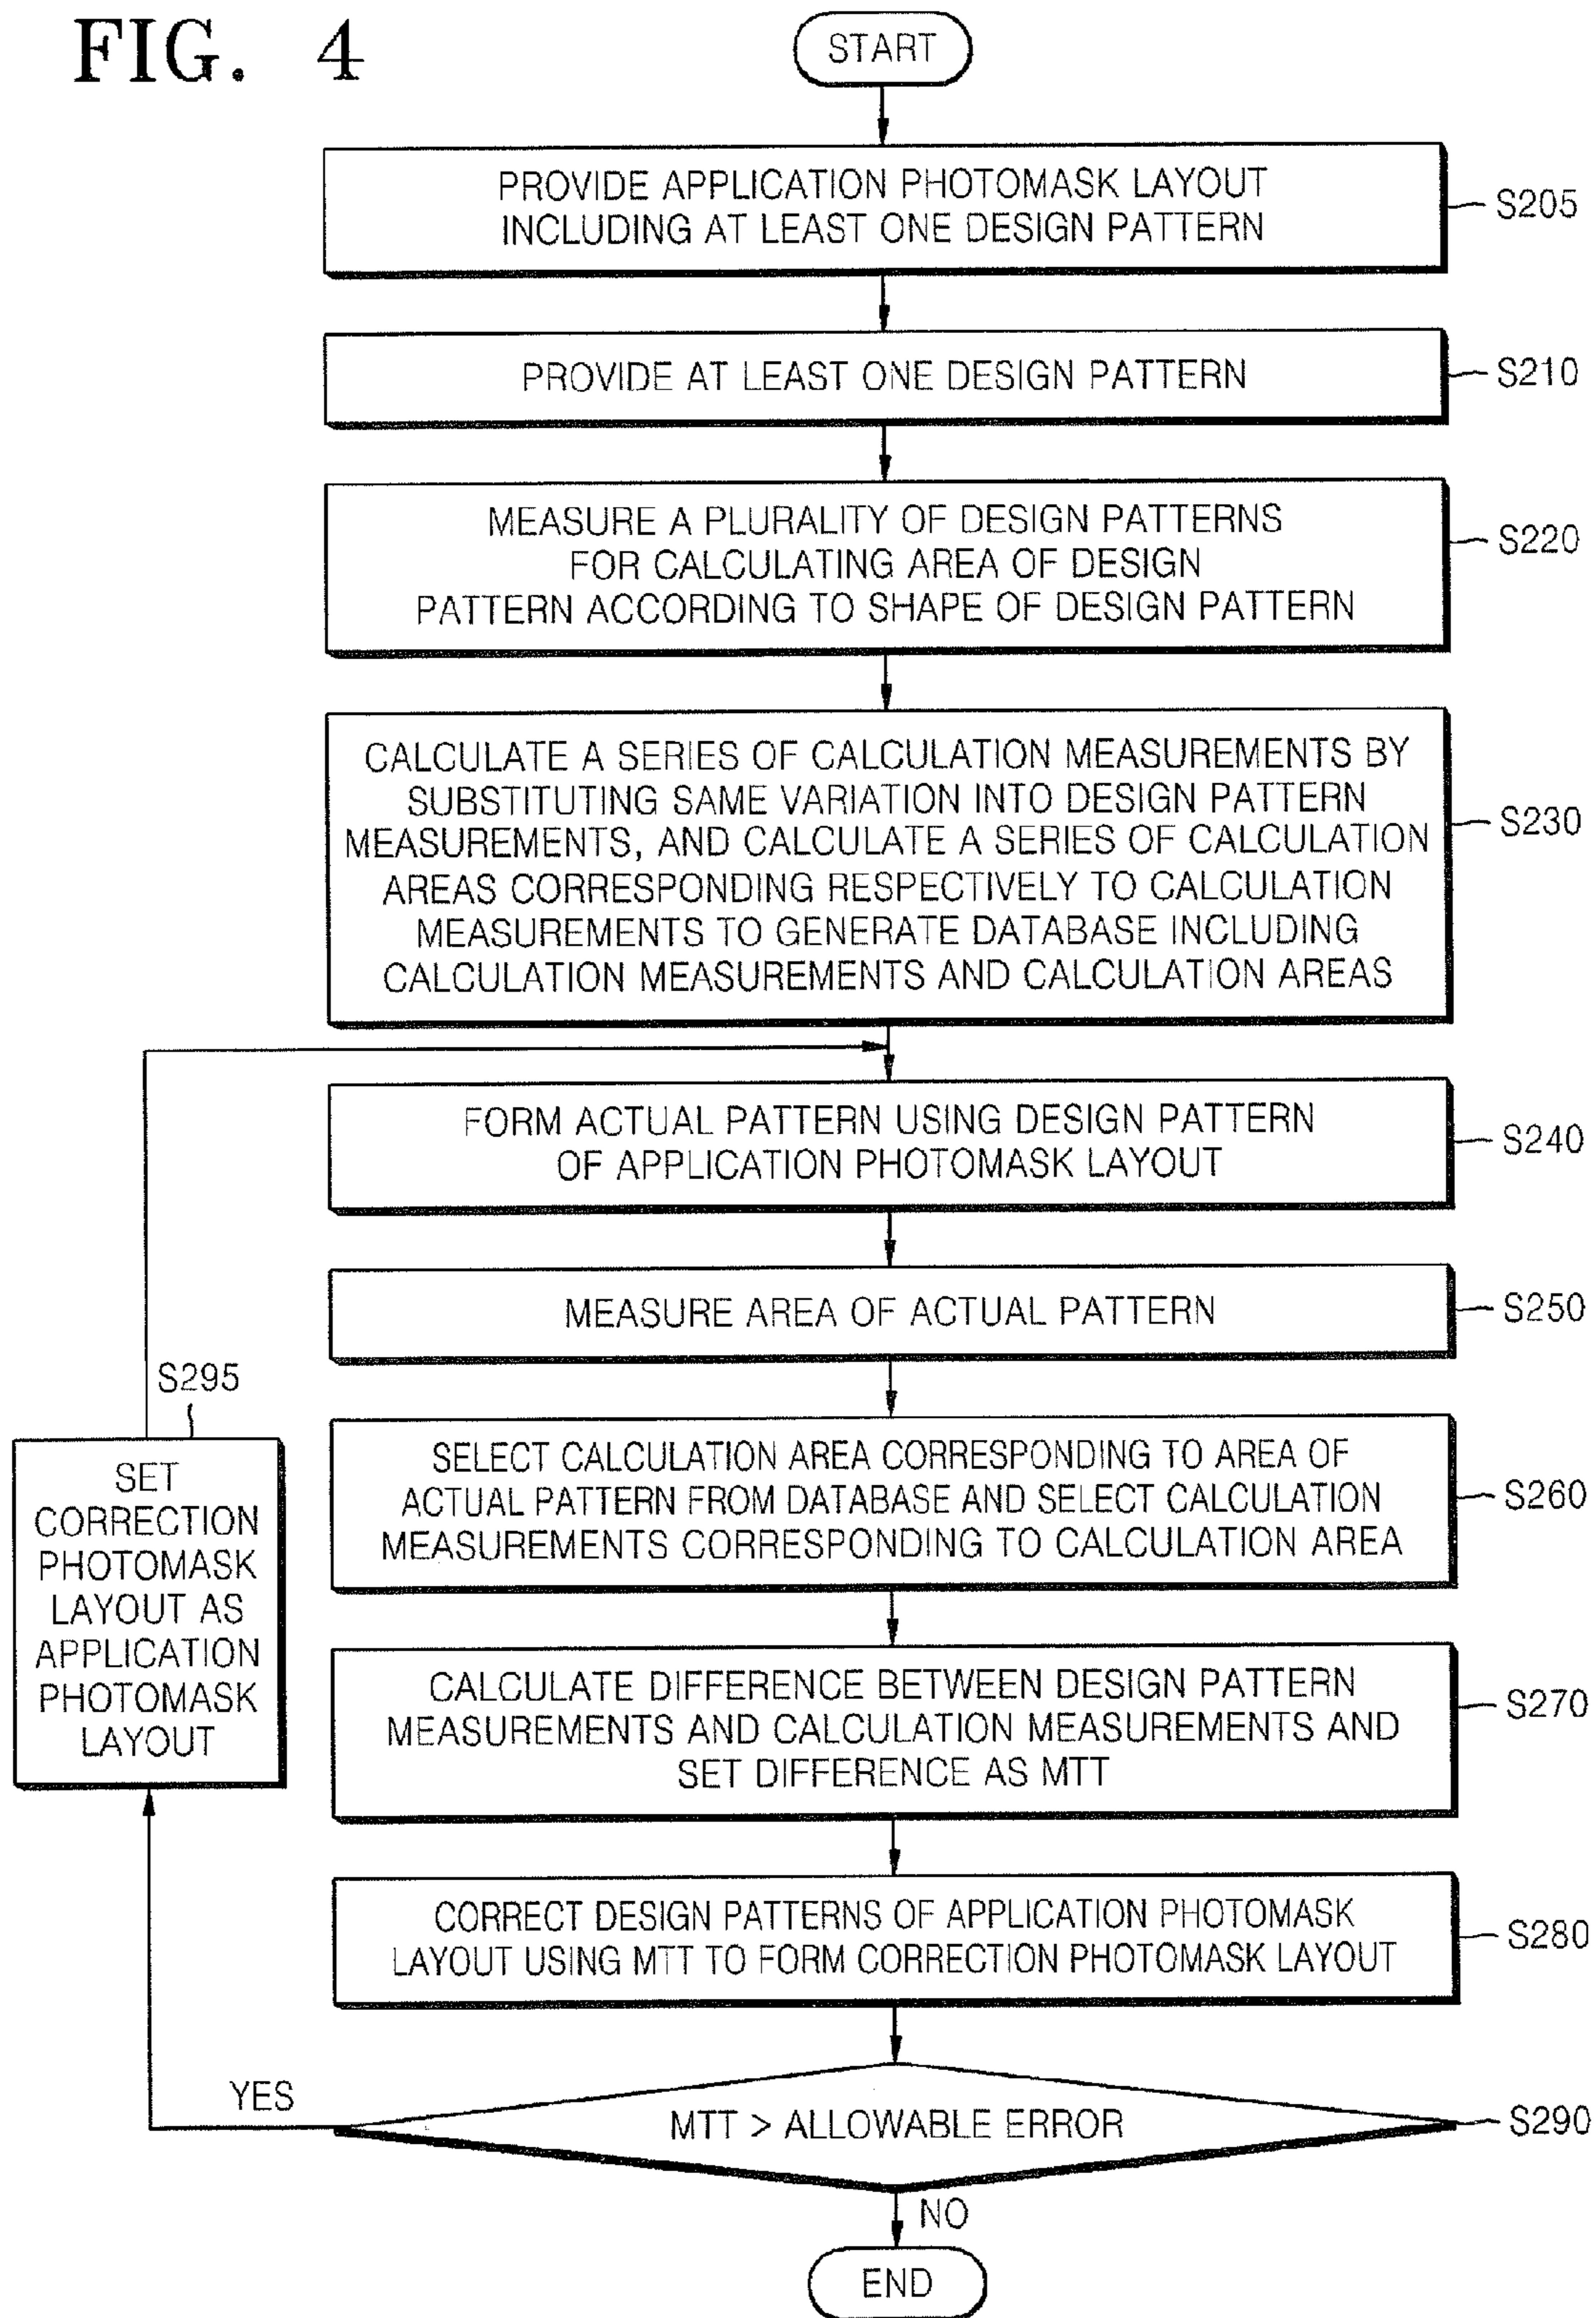 FIG. 4
START
PROVIDE APPLICATION PHOTOMASK LAYOUT
INCLUDING AT LEAST ONE DESIGN PATTERN
S205
PROVIDE AT LEAST ONE DESIGN PATTERN
S210
MEASURE A PLURALITY OF DESIGN PATTERNS
FOR CALCULATING AREA OF DESIGN
PATTERN ACCORDING TO SHAPE OF DESIGN PATTERN
S220
CALCULATE A SERIES OF CALCULATION MEASUREMENTS BY
SUBSTITUTING SAME VARIATION INTO DESIGN PATTERN
MEASUREMENTS, AND CALCULATE A SERIES OF CALCULATION
AREAS CORRESPONDING RESPECTIVELY TO CALCULATION
MEASUREMENTS TO GENERATE DATABASE INCLUDING
CALCULATION MEASUREMENTS AND CALCULATION AREAS
S230
FORM ACTUAL PATTERN USING DESIGN PATTERN
OF APPLICATION PHOTOMASK LAYOUT
S240
MEASURE AREA OF ACTUAL PATTERN
S250
SELECT CALCULATION AREA CORRESPONDING TO AREA OF
ACTUAL PATTERN FROM DATABASE AND SELECT CALCULATION
MEASUREMENTS CORRESPONDING TO CALCULATION AREA
S260
CALCULATE DIFFERENCE BETWEEN DESIGN PATTERN
MEASUREMENTS AND CALCULATION MEASUREMENTS AND
SET DIFFERENCE AS MTT
S270
CORRECT DESIGN PATTERNS OF APPLICATION PHOTOMASK
LAYOUT USING MTT TO FORM CORRECTION PHOTOMASK LAYOUT
S280
MTT > ALLOWABLE ERROR
S290
YES
S295
SET
CORRECTION
PHOTOMASK
LAYOUT AS
APPLICATION
PHOTOMASK
LAYOUT
NO
END